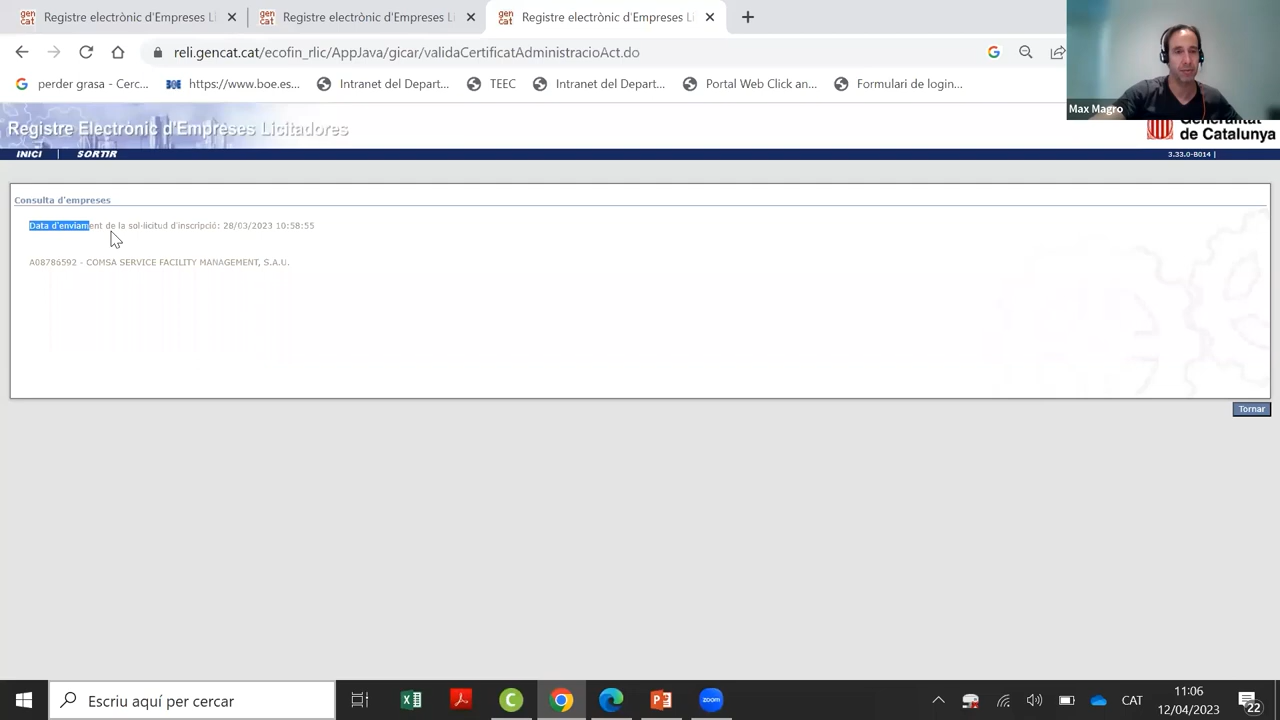 Registre electrònic d'Empreses Li
Registre electrònic d'Empreses Li
Registre electrònic d'Empreses Li
reli.gencat.cat/ecofin_rlic/AppJava/gicar/validaCertificatAdministracioAct.do
perder grasa - Cerc...
https://www.boe.es...
Intranet del Depart...
TEEC
Intranet del Depart...
Portal Web Click an...
Formulari de login...
Max Magro
Registre Electrònic d'Empreses Licitadores
Generalitat
de Catalunya
INICI | SORTIR
3.33.0-B014 |
Consulta d'empreses
Data d'enviament de la sol·licitud d'inscripció: 28/03/2023 10:58:55
A08786592 - COMSA SERVICE FACILITY MANAGEMENT, S.A.U.
Tornar
Escriu aquí per cercar
zoom
CAT
11:06
12/04/2023
22